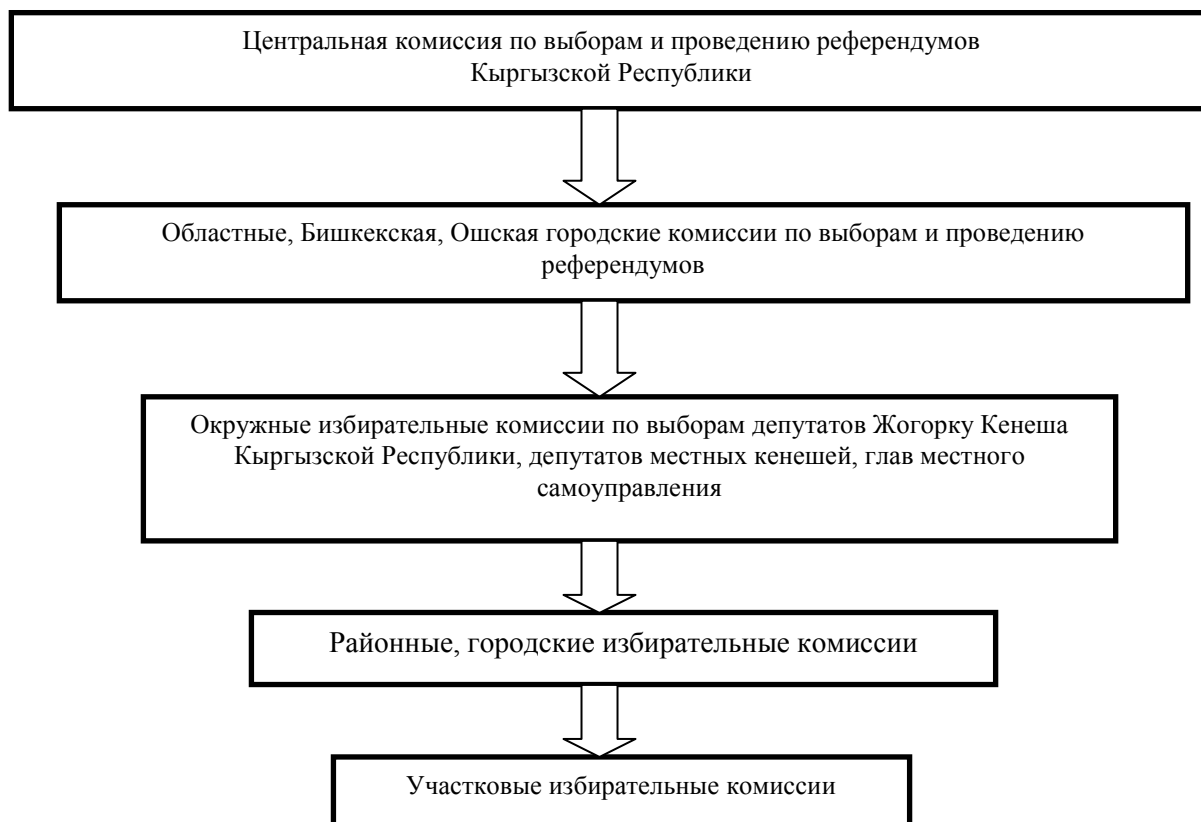 Центральная комиссия по выборам и проведению референдумов
Кыргызской Республики
Областные, Бишкекская, Ошская городские комиссии по выборам и проведению
референдумов
Окружные избирательные комиссии по выборам депутатов Жогорку Кенеша
Кыргызской Республики, депутатов местных кенешей, глав местного
самоуправления
Районные, городские избирательные комиссии
Участковые избирательные комиссии